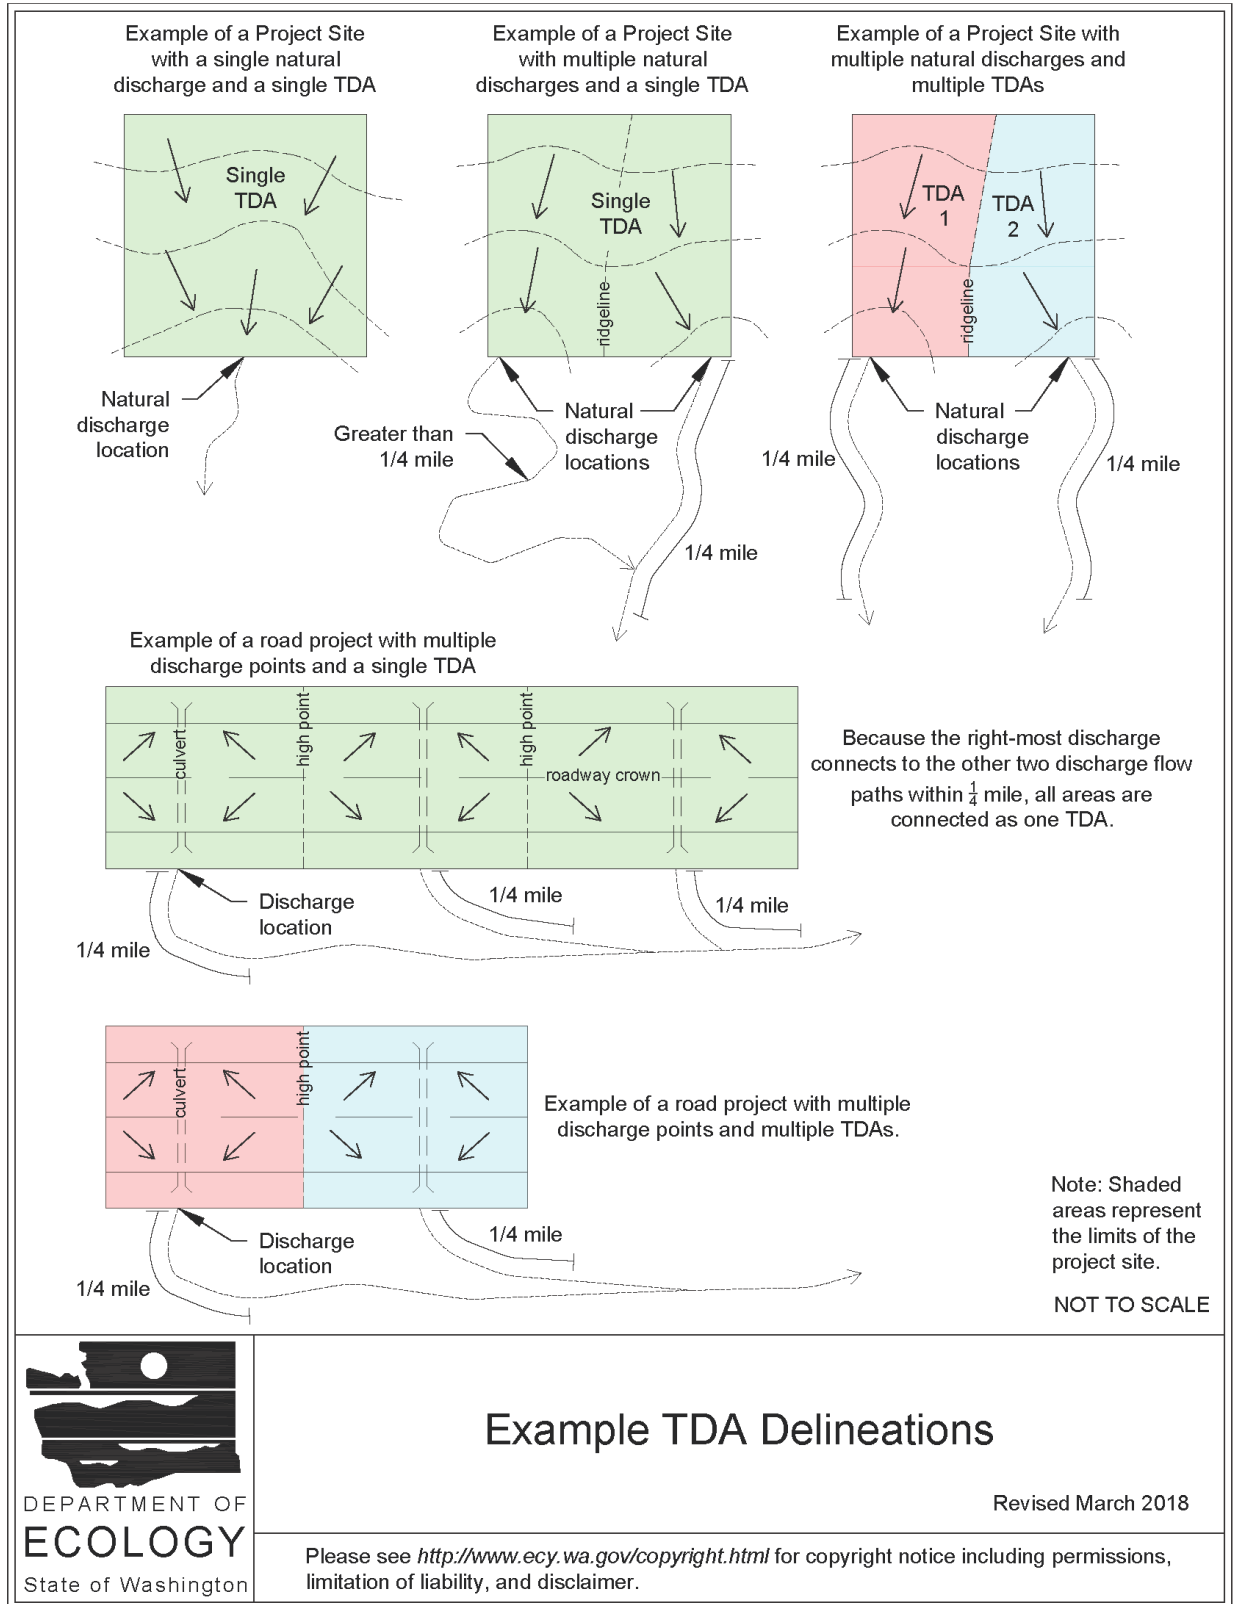 Example of a Project Site
with a single natural
discharge and a single TDA
Example of a Project Site
with multiple natural
discharges and a single TDA
Example of a Project Site with
multiple natural discharges and
multiple TDAs
Single
TDA
Natural
discharge
location
Single
TDA
ridgeline
Natural
discharge
locations
Greater than
1/4 mile
1/4 mile
TDA
1
TDA
2
ridgeline
Natural
discharge
locations
1/4 mile
1/4 mile
Example of a road project with multiple
discharge points and a single TDA
culvert
high point
high point
roadway crown
Because the right-most discharge
connects to the other two discharge flow
paths within 1/4 mile, all areas are
connected as one TDA.
Discharge
location
1/4 mile
1/4 mile
1/4 mile
culvert
high point
Example of a road project with multiple
discharge points and multiple TDAs.
Discharge
location
1/4 mile
1/4 mile
Note: Shaded
areas represent
the limits of the
project site.
NOT TO SCALE
DEPARTMENT OF
ECOLOGY
State of Washington
Example TDA Delineations
Revised March 2018
Please see http://www.ecy.wa.gov/copyright.html for copyright notice including permissions,
limitation of liability, and disclaimer.